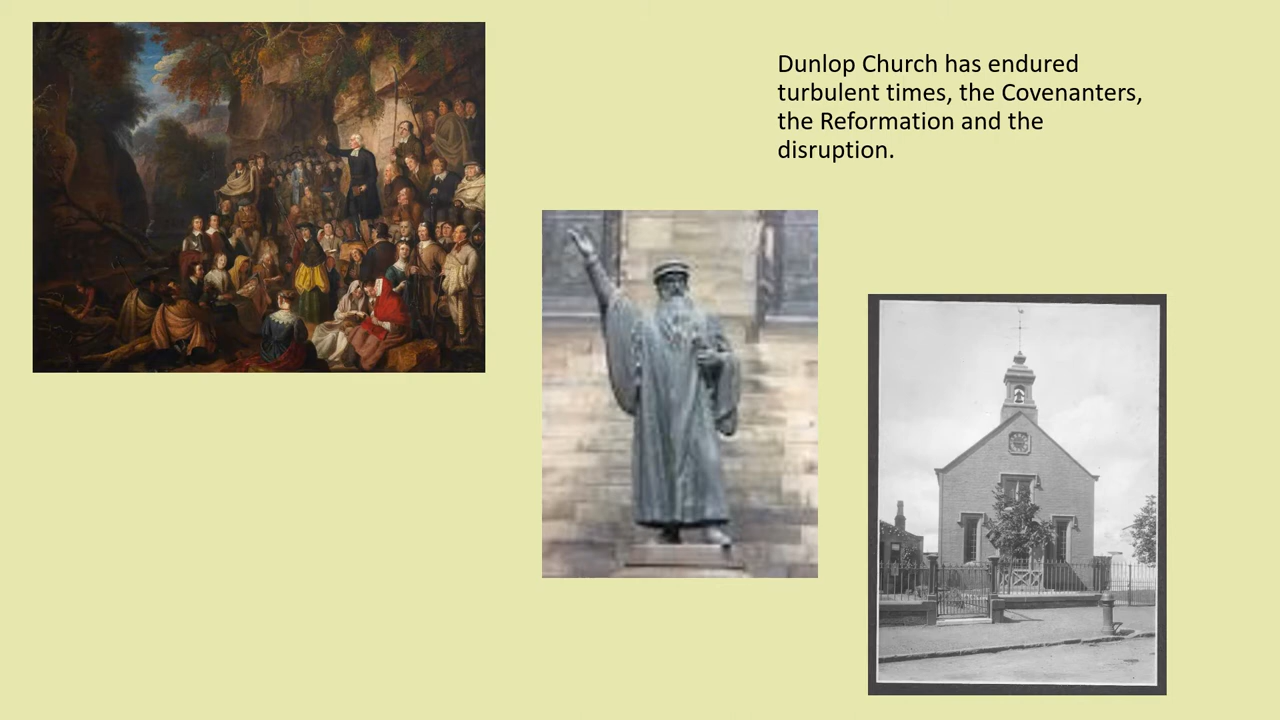 Dunlop Church has endured
turbulent times, the Covenanters,
the Reformation and the
disruption.